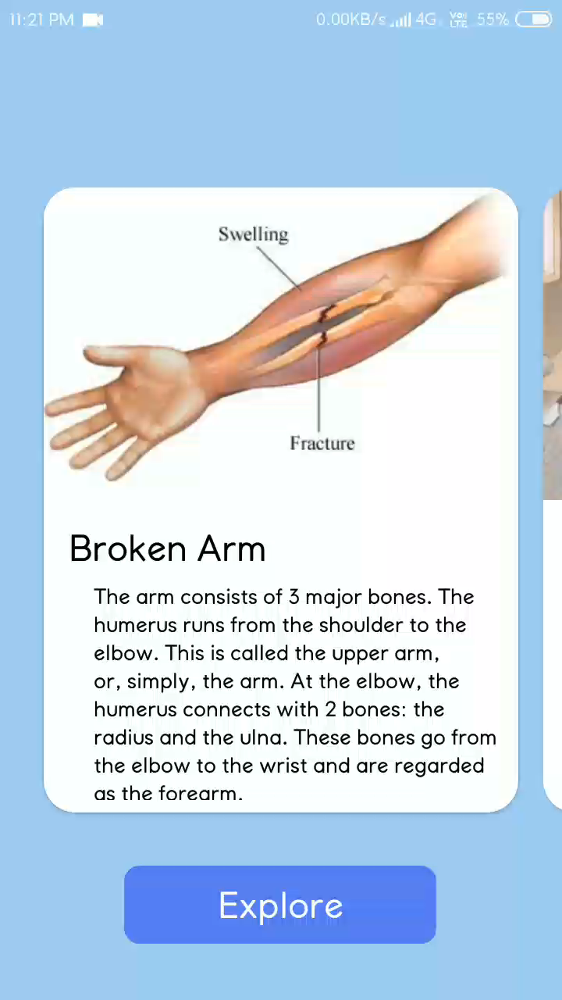 11:21 PM 0.00KB/s 4G Vo)) LTE 55%
Swelling
Fracture
Broken Arm
The arm consists of 3 major bones. The
humerus runs from the shoulder to the
elbow. This is called the upper arm,
or, simply, the arm. At the elbow, the
humerus connects with 2 bones: the
radius and the ulna. These bones go from
the elbow to the wrist and are regarded
as the forearm.
Explore